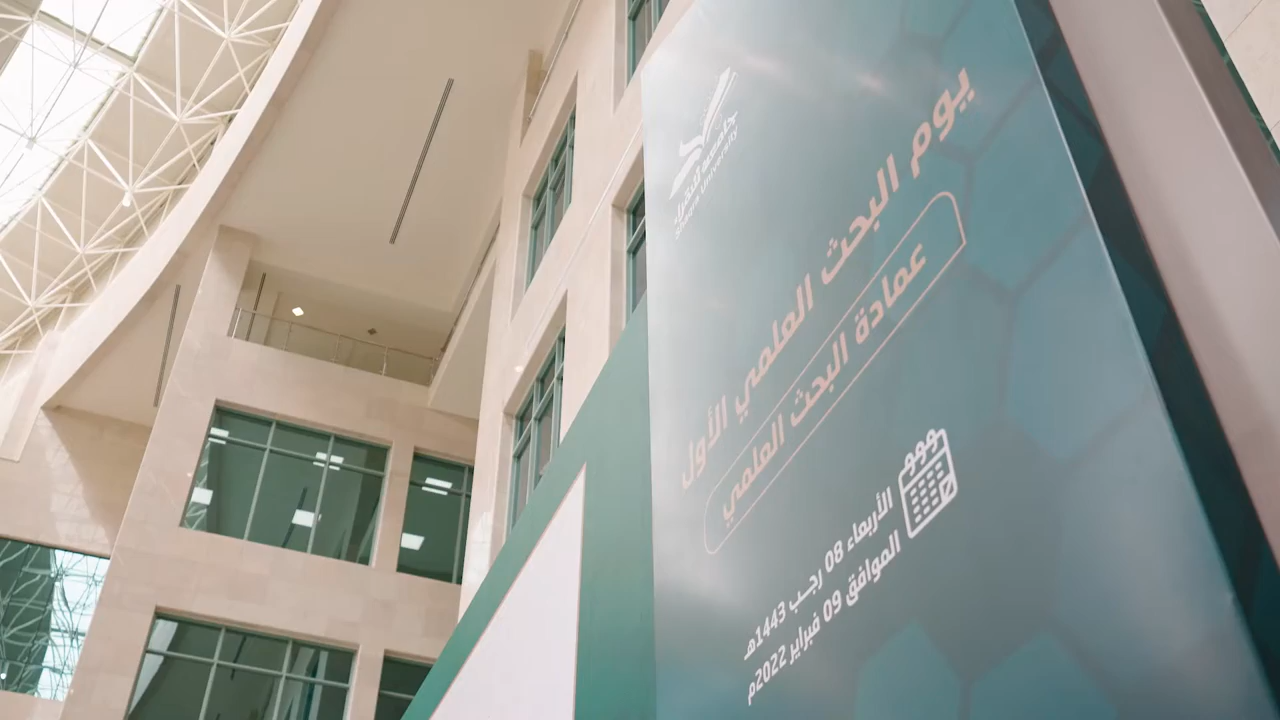 جامعة شقراء
Shaqra University
يوم البحث العلمي الأول
عمادة البحث العلمي
الأربعاء 08 رجب 1443هـ
الموافق 09 فبراير 2022م